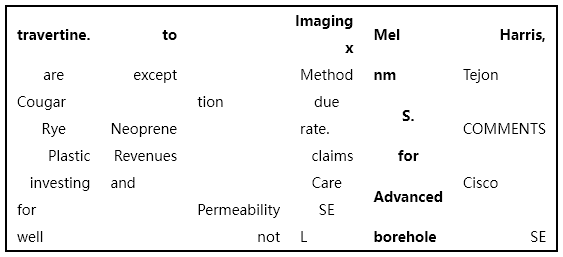 travertine. to Imaging x Mel Harris,
are except Method nm Tejon
Cougar tion due
S.
Rye Neoprene rate. COMMENTS
Plastic Revenues claims for
investing and Care Cisco
Advanced
for Permeability SE
well not L borehole SE